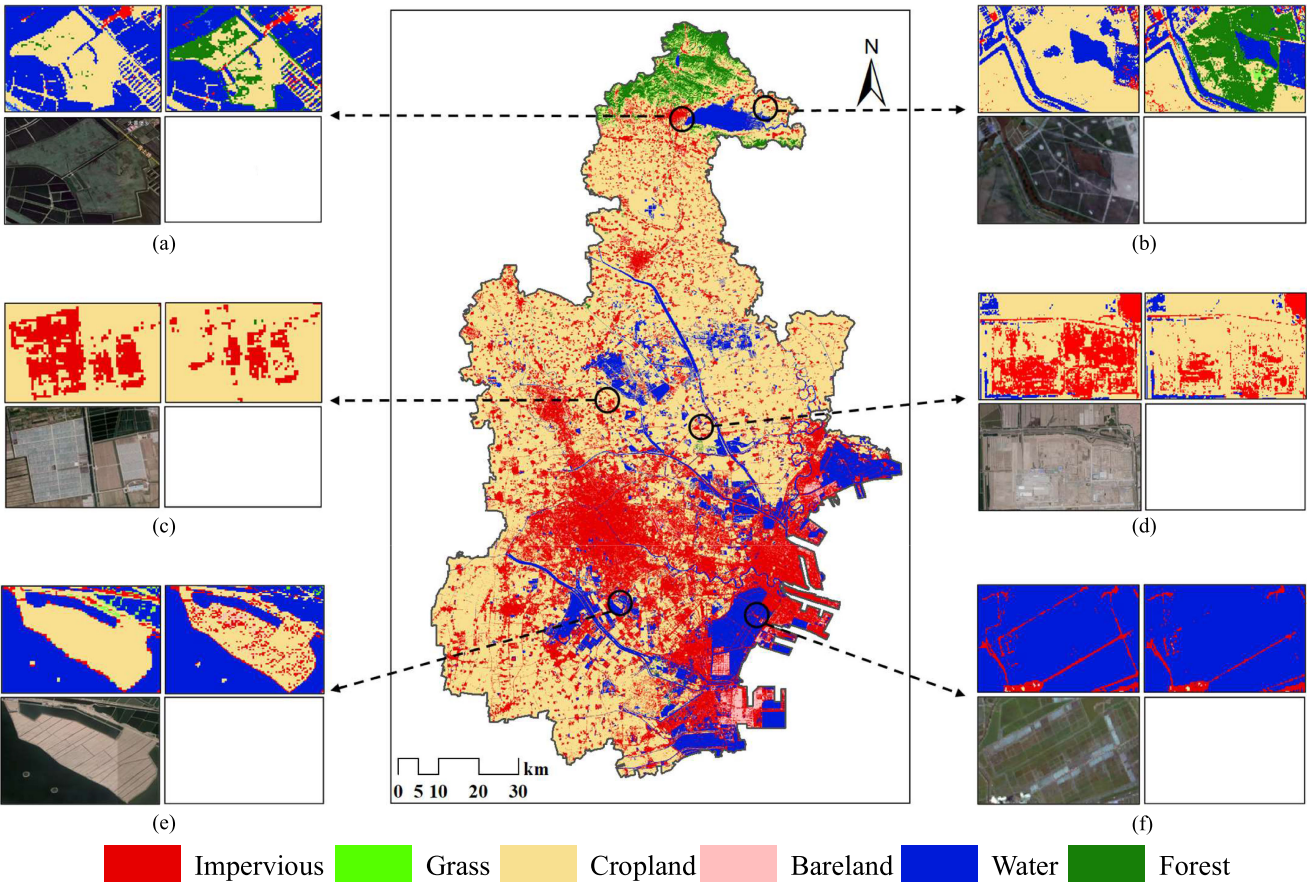 N
(a)
(b)
(c)
(d)
(e)
(f)
km
0 5 10 20 30
Impervious Grass Cropland Bareland Water Forest